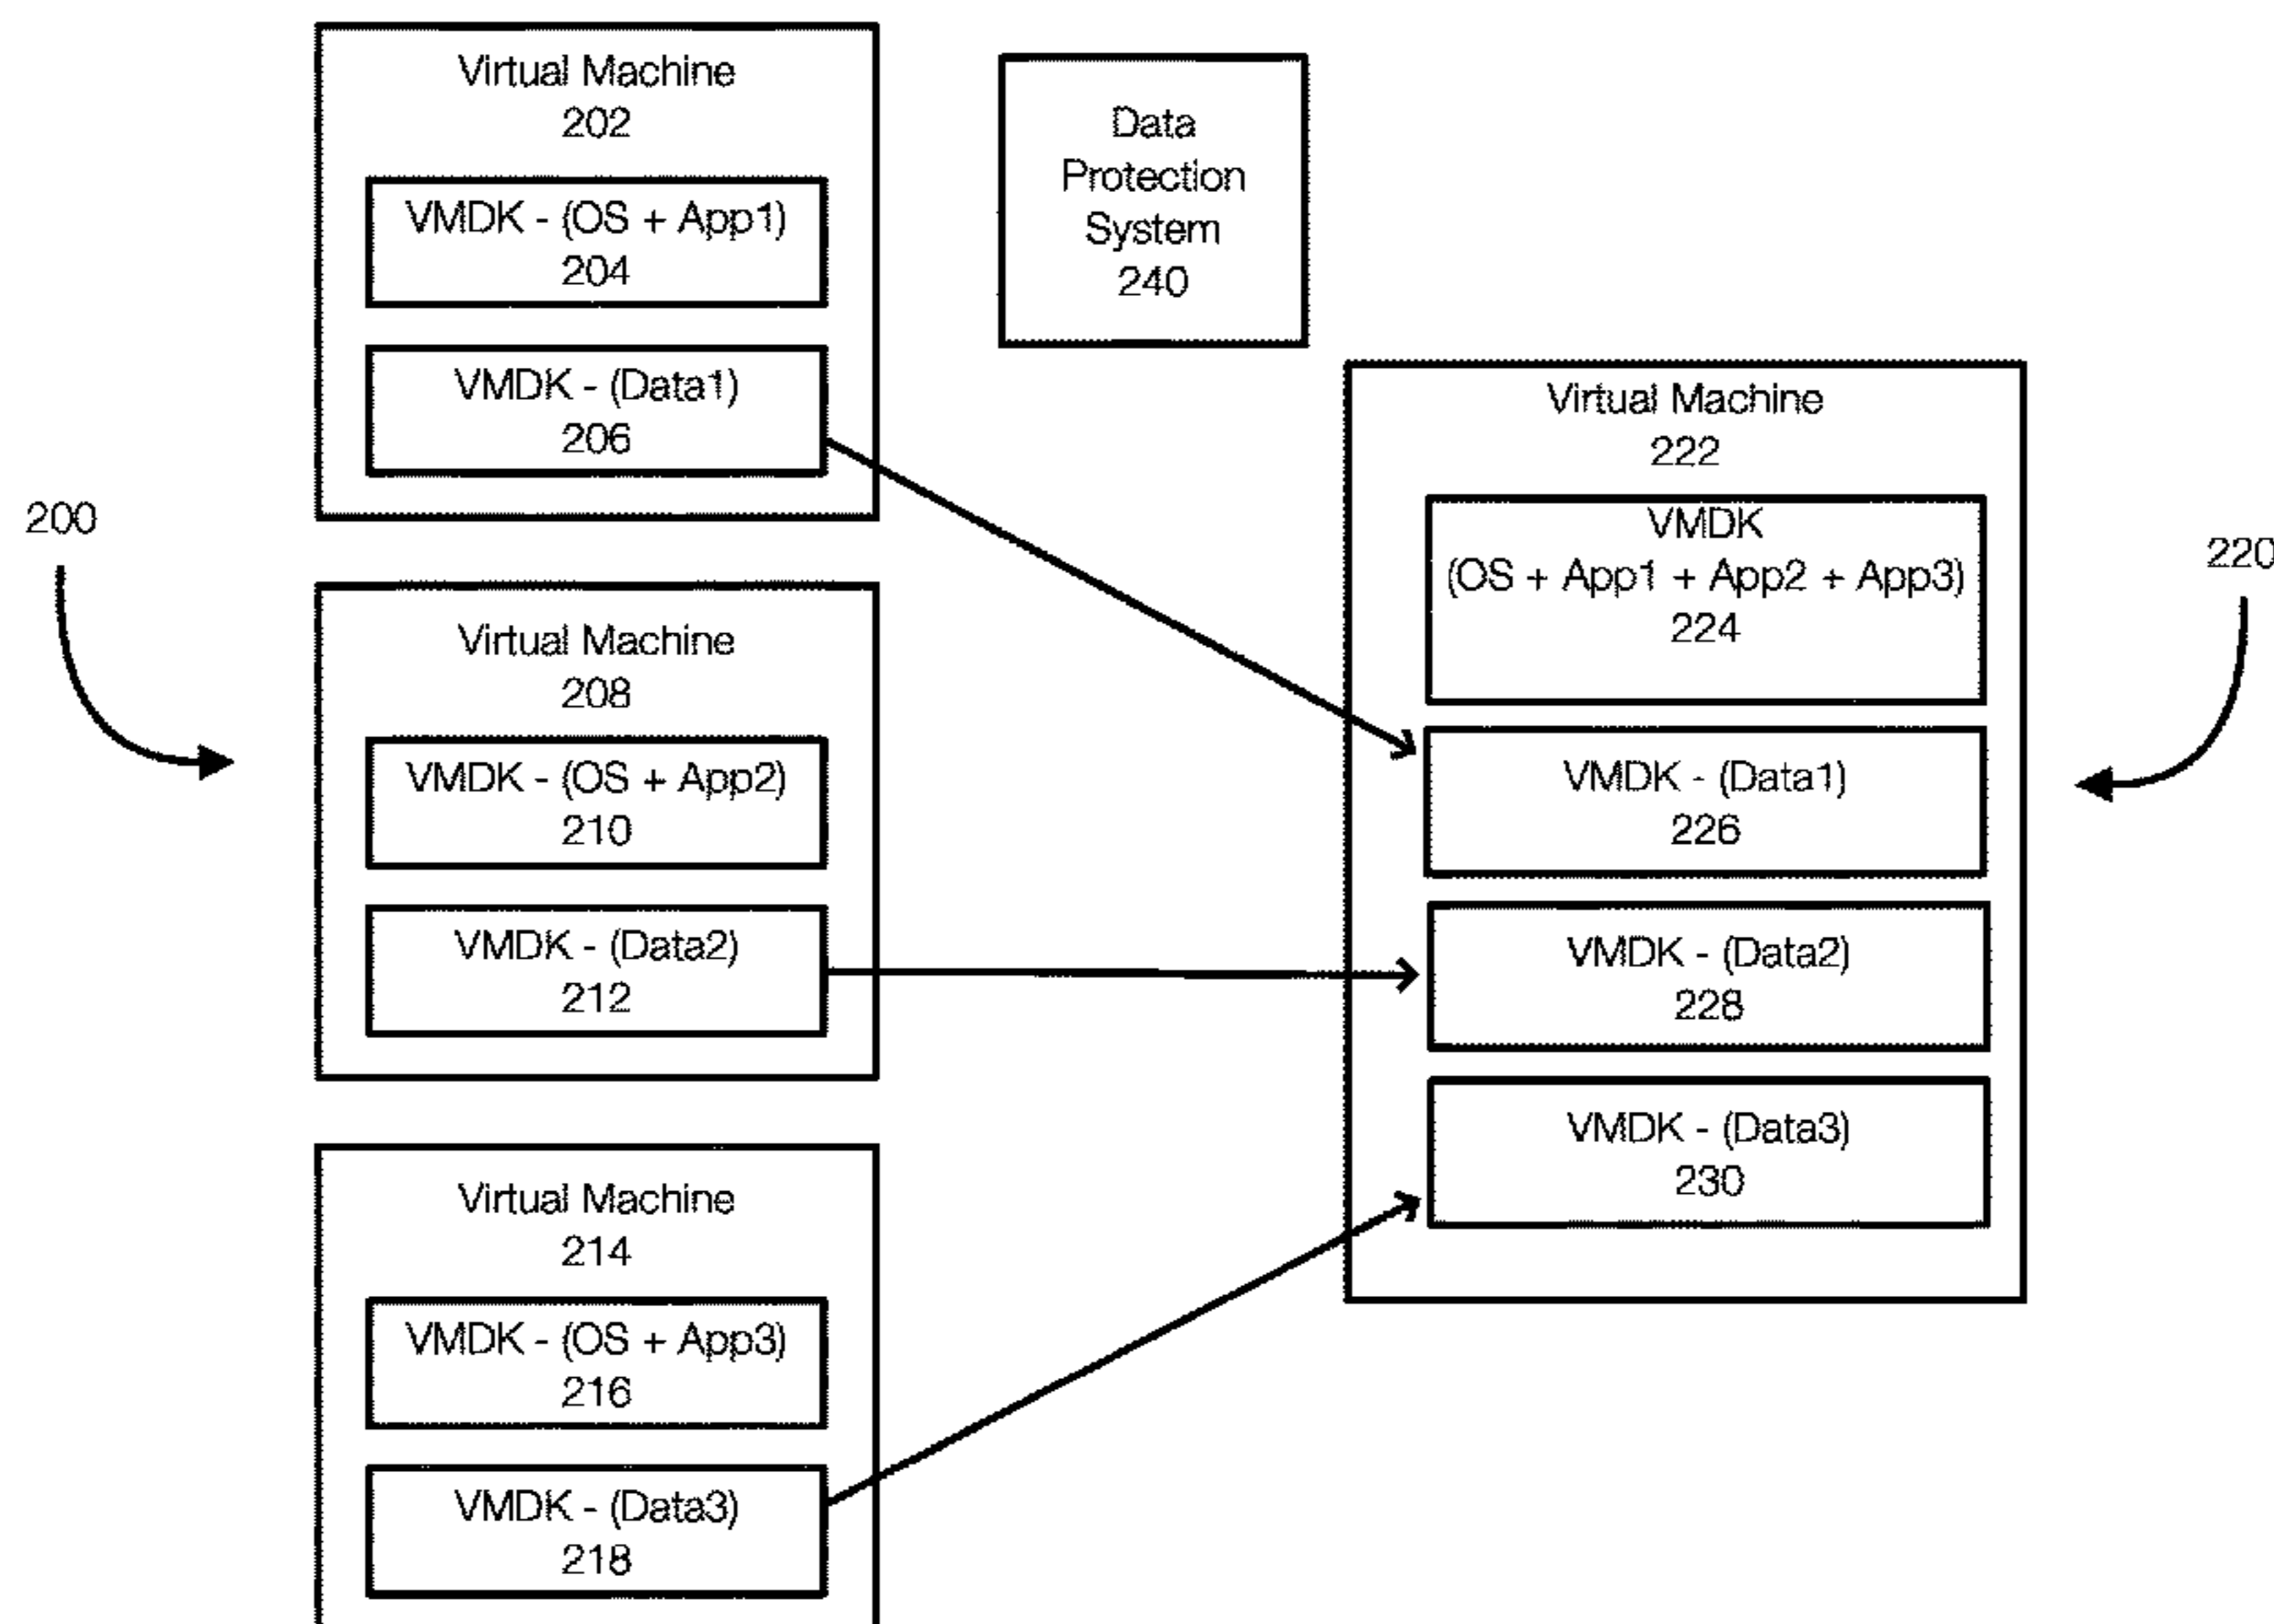 Virtual Machine
202
VMDK - (OS + App1)
204
VMDK - (Data1)
206
Data
Protection
System
240
200
Virtual Machine
208
VMDK - (OS + App2)
210
VMDK - (Data2)
212
Virtual Machine
214
VMDK - (OS + App3)
216
VMDK - (Data3)
218
Virtual Machine
222
VMDK
(OS + App1 + App2 + App3)
224
VMDK - (Data1)
226
VMDK - (Data2)
228
VMDK - (Data3)
230
220